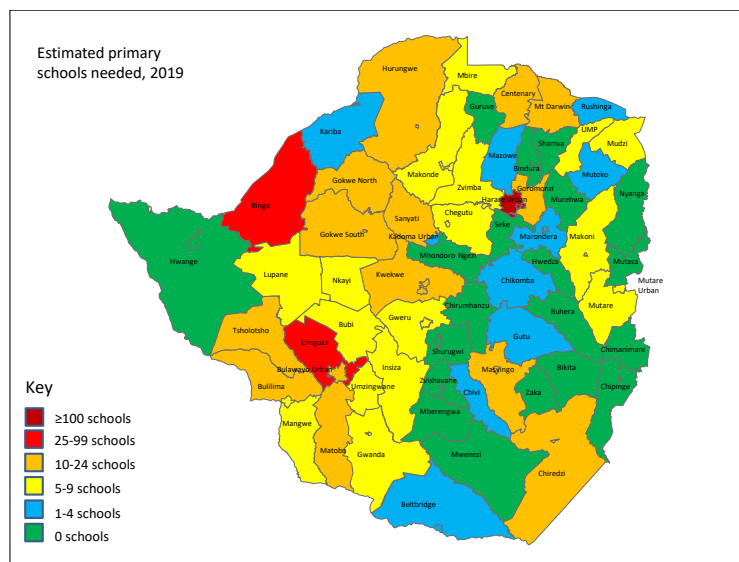 Estimated primary
schools needed, 2019
Hurungwe
Mbire
Centenary
Mt Darwin
Rushinga
Guruve
Kariba
UMP
Shamva
Mudzi
Mazowe
Bindura
Mutoko
Makonde
Zvimba
Gokwe North
Goromonzi
Nyanga
Harare Urban
Murehwa
Binga
Chegutu
Sanyati
Seke
Gokwe South
Kadoma Urban
Marondera
Makoni
Mhondoro Ngezi
Hwedza
Mutasa
Hwange
Lupane
Nkayi
Kwekwe
Chikomba
Mutare
Urban
Mutare
Chirumhanzu
Buhera
Gweru
Bubi
Tsholotsho
Umguza
Gutu
Chimanimani
Shurugwi
Insiza
Bulawayo Urban
Masvingo
Bikita
Bulilima
Umzingwane
Zvishavane
Chivi
Zaka
Chipinge
Mberengwa
Mangwe
Matobo
Gwanda
Mwenezi
Chiredzi
Beitbridge
Key
≥100 schools
25-99 schools
10-24 schools
5-9 schools
1-4 schools
0 schools